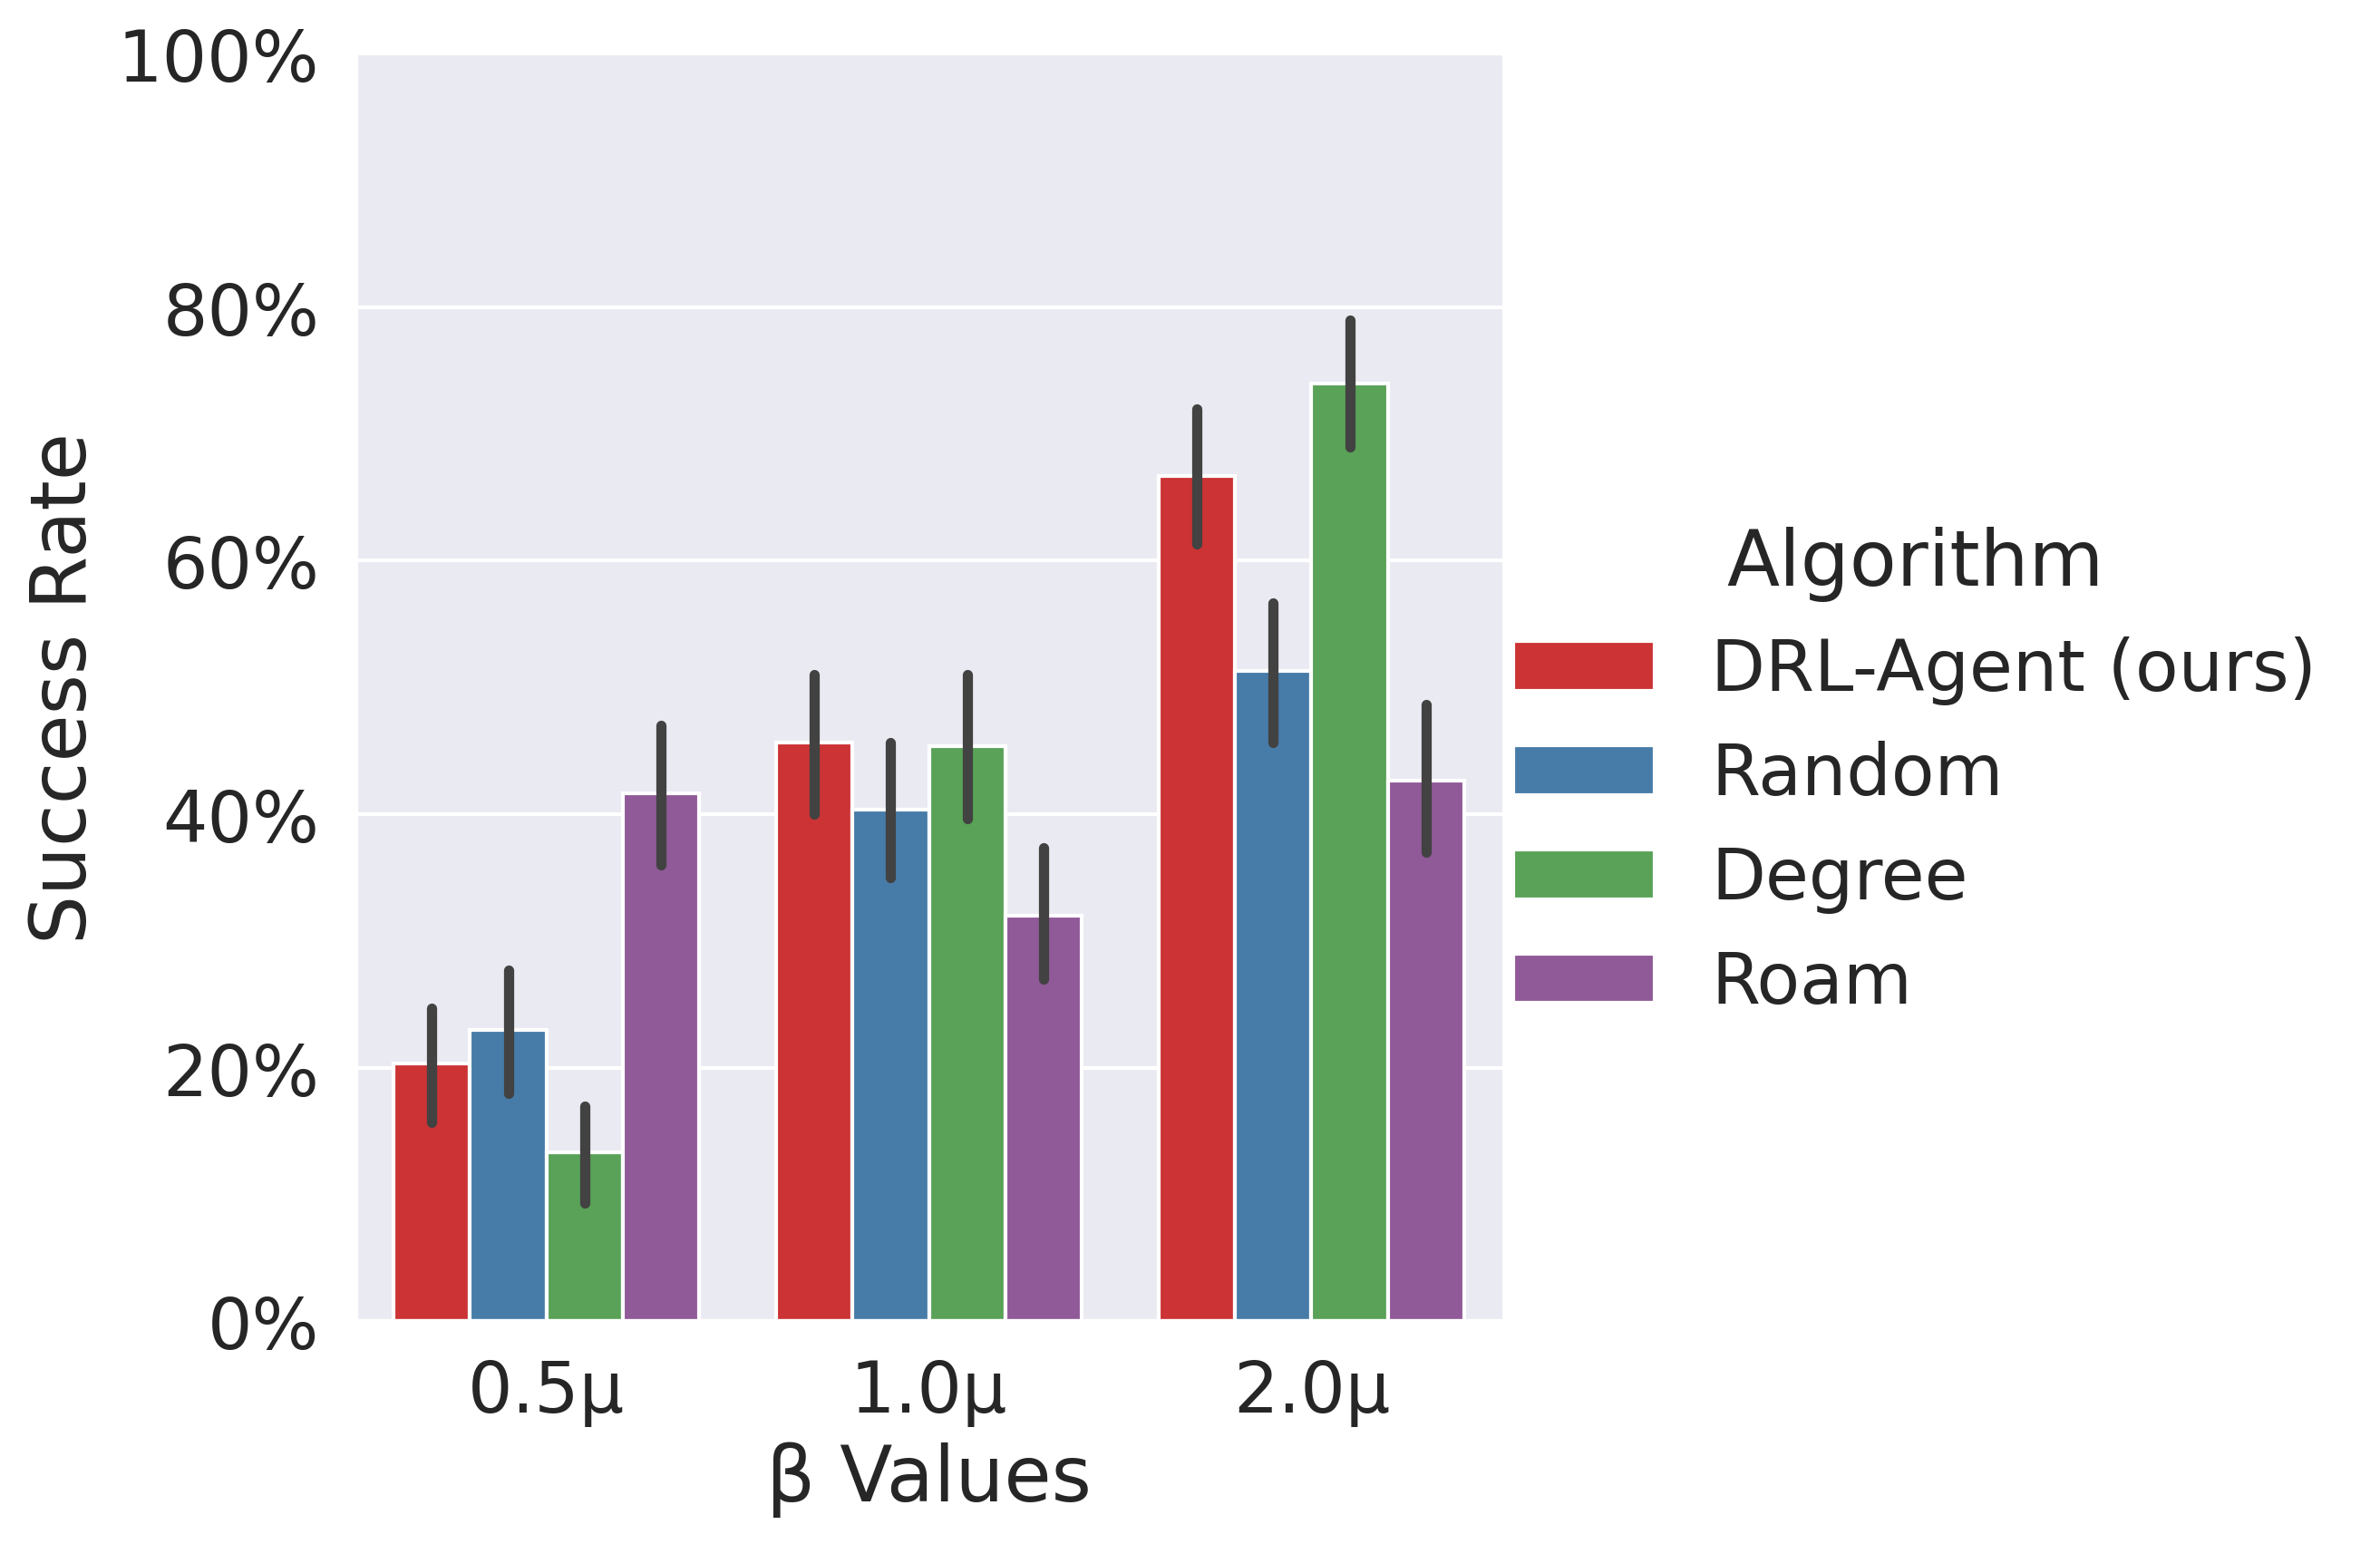 100%
80%
60%
40%
20%
0%
Success Rate
0.5μ
1.0μ
2.0μ
β Values
Algorithm
DRL-Agent (ours)
Random
Degree
Roam